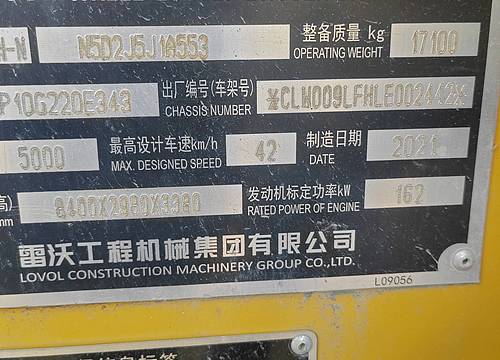 整备质量 kg
H-N N5D2J5J1A553 OPERATING WEIGHT 17100
出厂编号(车架号)
P10G220E343 CHASSIS NUMBER ※CLW009LFHLE002442※
最高设计车速km/h 制造日期
5000 MAX. DESIGNED SPEED 42 DATE 2021
高) 发动机标定功率kW
mm 8400X2980X3980 RATED POWER OF ENGINE 162
雷沃工程机械集团有限公司
LOVOL CONSTRUCTION MACHINERY GROUP CO.,LTD.
L09056